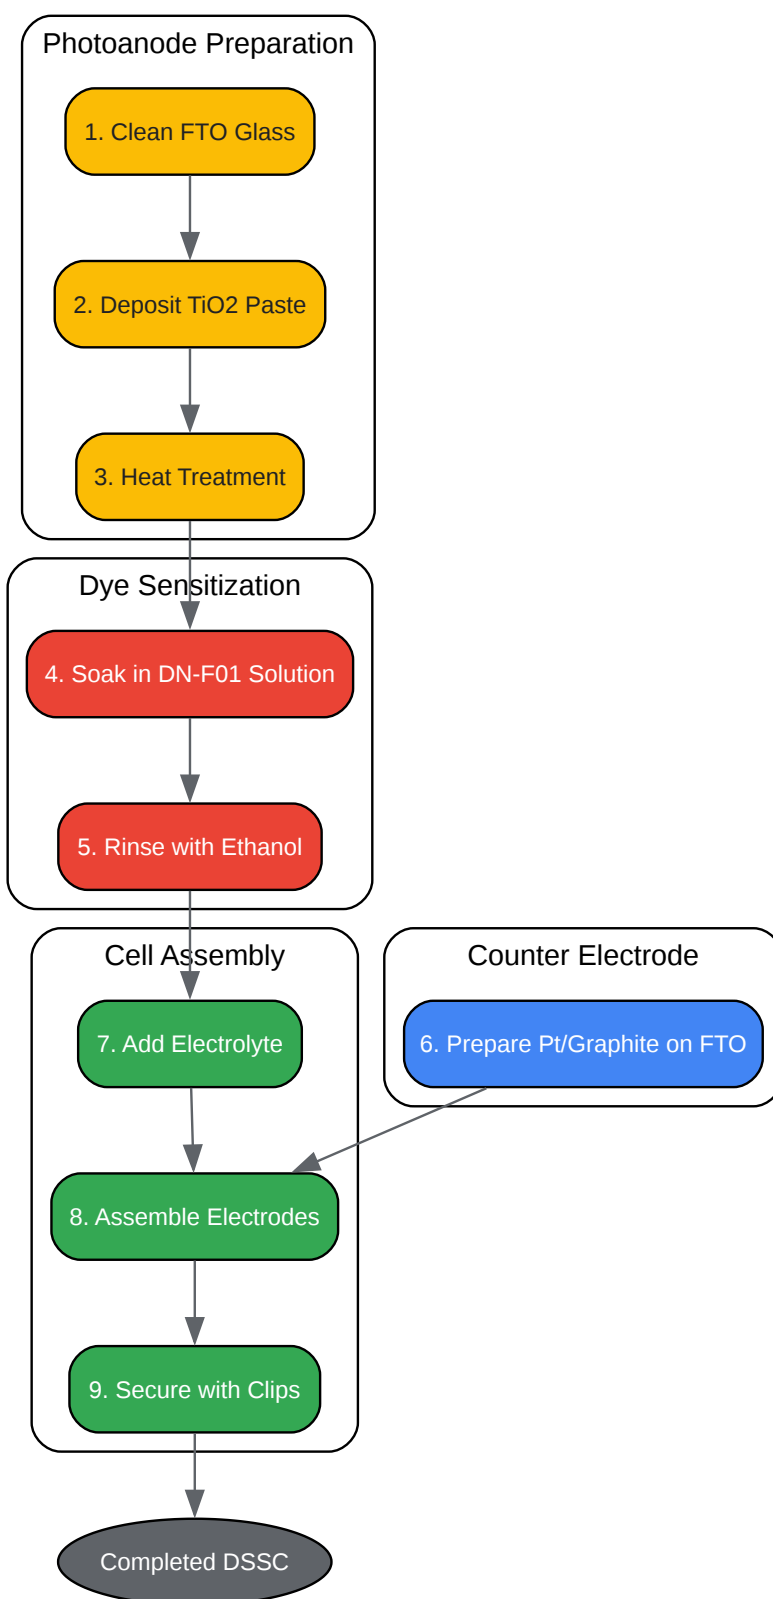 Photoanode Preparation
1. Clean FTO Glass
2. Deposit TiO2 Paste
3. Heat Treatment
Dye Sensitization
4. Soak in DN-F01 Solution
5. Rinse with Ethanol
Cell Assembly
7. Add Electrolyte
Counter Electrode
6. Prepare Pt/Graphite on FTO
8. Assemble Electrodes
9. Secure with Clips
Completed DSSC